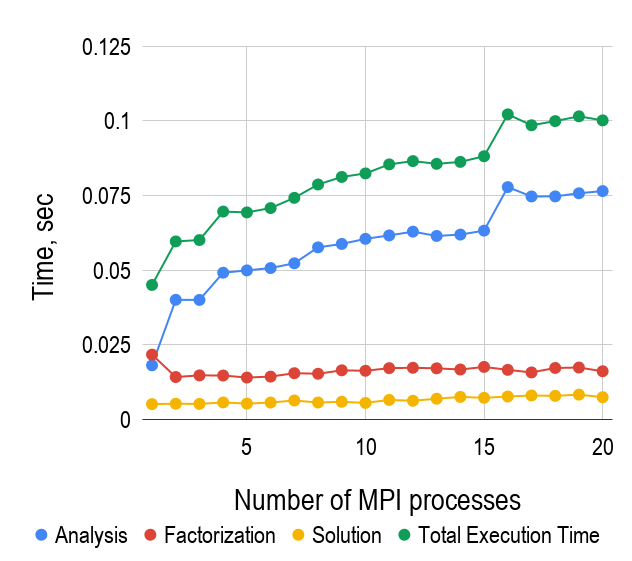 0.125
0.1
0.075
0.05
0.025
0
Time, sec
5 10 15 20
Number of MPI processes
Analysis Factorization Solution Total Execution Time